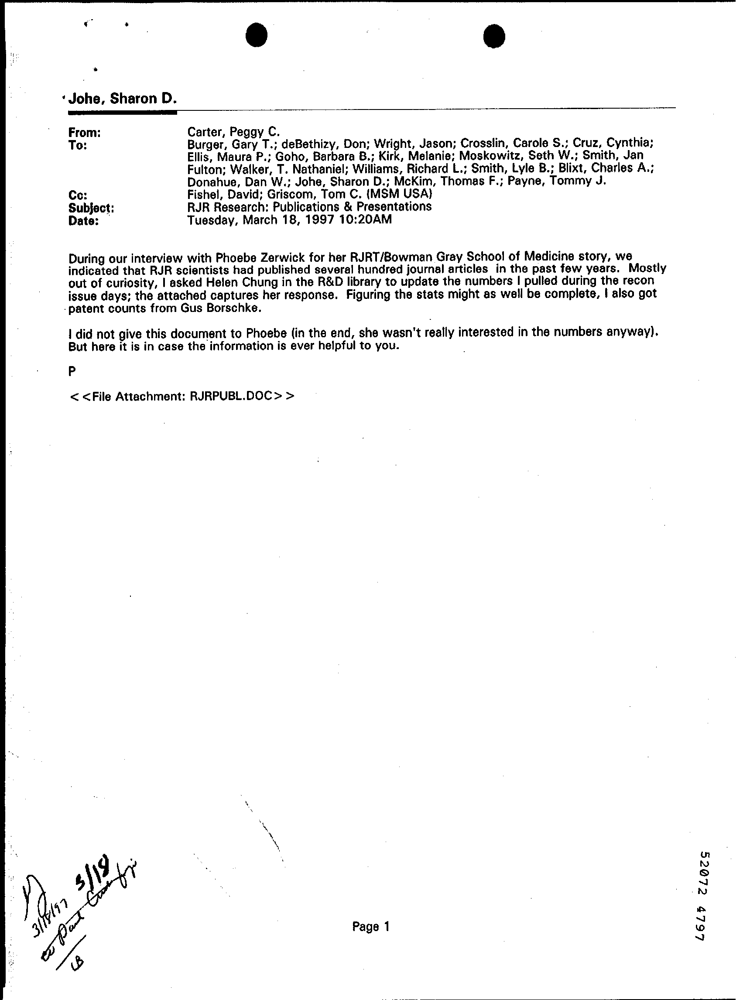 Johe, Sharon D.
From: Carter, Peggy C.
To: Burger, Gary T.; deBethizy, Don; Wright, Jason; Crosslin, Carole S.; Cruz, Cynthia;
Ellis, Maura P.; Goho, Barbara B.; Kirk, Melanie; Moskowitz, Seth W.; Smith, Jan
Fulton; Walker, T. Nathaniel; Williams, Richard L.; Smith, Lyle B.; Blixt, Charles A.;
Donahue, Dan W.; Johe, Sharon D.; McKim, Thomas F.; Payne, Tommy J.
Cc: Fishel, David; Griscom, Tom C. (MSM USA)
Subject: RJR Research: Publications & Presentations
Date: Tuesday, March 18, 1997 10:20AM
During our interview with Phoebe Zerwick for her RJRT/Bowman Gray School of Medicine story, we
indicated that RJR scientists had published several hundred journal articles in the past few years. Mostly
out of curiosity, I asked Helen Chung in the R&D library to update the numbers I pulled during the recon
issue days; the attached captures her response. Figuring the stats might as well be complete, I also got
patent counts from Gus Borschke.
I did not give this document to Phoebe (in the end, she wasn't really interested in the numbers anyway).
But here it is in case the information is ever helpful to you.
P
< <File Attachment: RJRPUBL.DOC> >
3/18
3/18/97
cc Paul
LB
Page 1
52072 4797